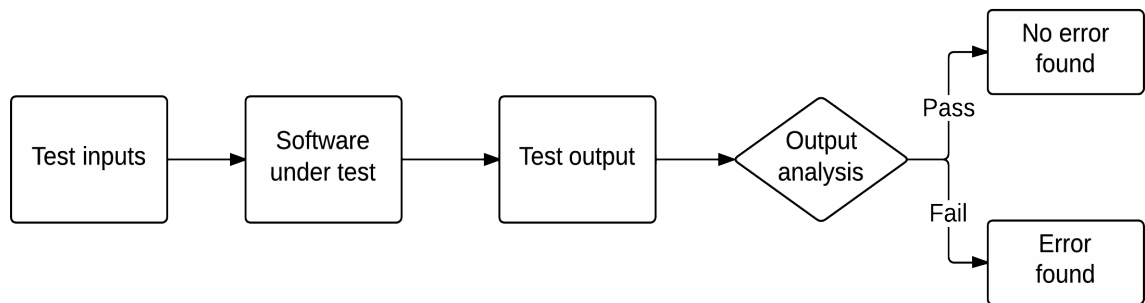 Test inputs
Software
under test
Test output
Output
analysis
Pass
No error
found
Fail
Error
found